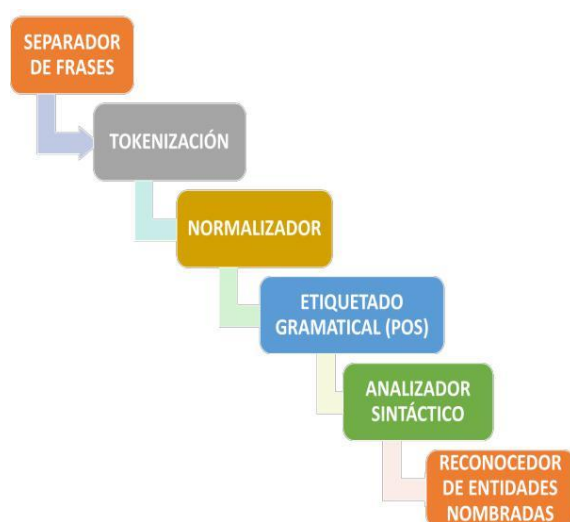 SEPARADOR
DE FRASES
TOKENIZACIÓN
NORMALIZADOR
ETIQUETADO
GRAMATICAL (POS)
ANALIZADOR
SINTÁCTICO
RECONOCEDOR
DE ENTIDADES
NOMBRADAS